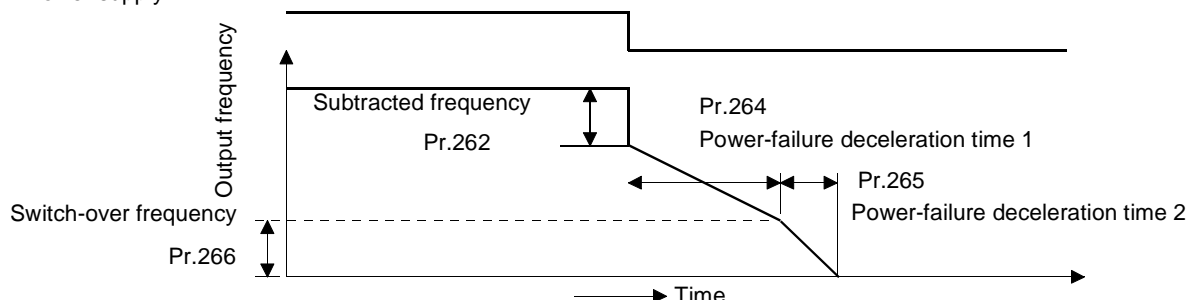 Output frequency
Subtracted frequency
Pr.262
Pr.264
Power-failure deceleration time 1
Pr.265
Power-failure deceleration time 2
Switch-over frequency
Pr.266
Time